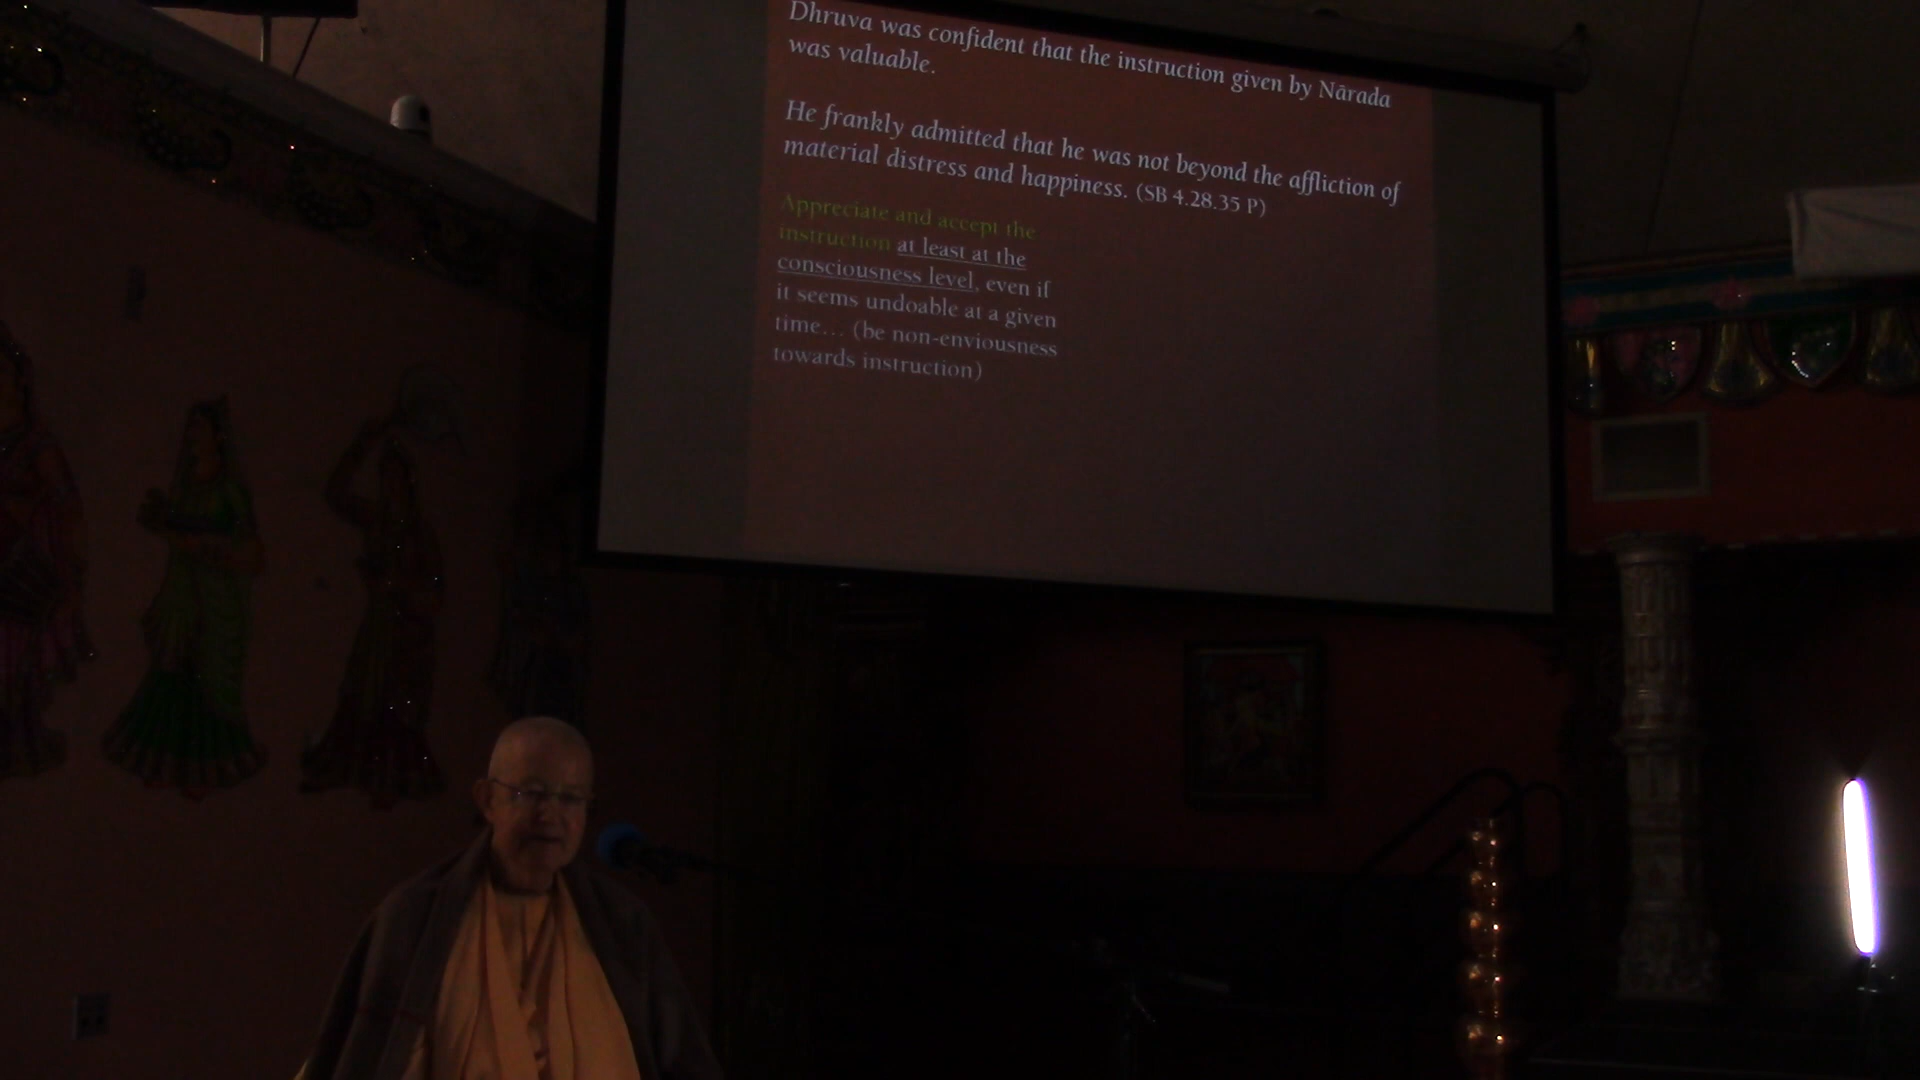 Dhruva was confident that the instruction given by Nārada
was valuable.
He frankly admitted that he was not beyond the affliction of
material distress and happiness. (SB 4.28.35 P)
Appreciate and accept the
instruction at least at the
consciousness level, even if
it seems undoable at a given
time... (be non-enviousness
towards instruction)